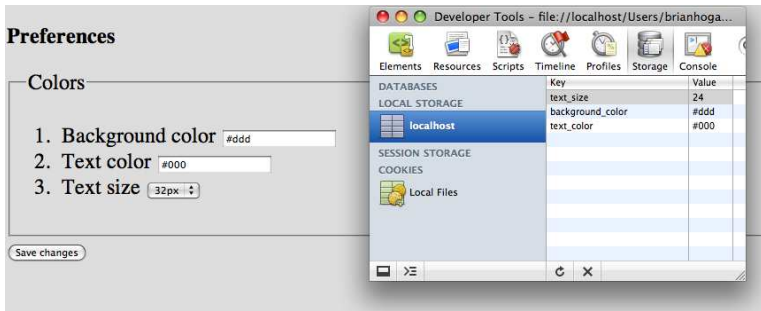 Preferences
Colors
1. Background color #ddd
2. Text color #000
3. Text size 32px
Save changes
Developer Tools - file://localhost/Users/brianhoga...
Elements Resources Scripts Timeline Profiles Storage Console
DATABASES
LOCAL STORAGE
localhost
SESSION STORAGE
COOKIES
Local Files
Key Value
text_size 24
background_color #ddd
text_color #000